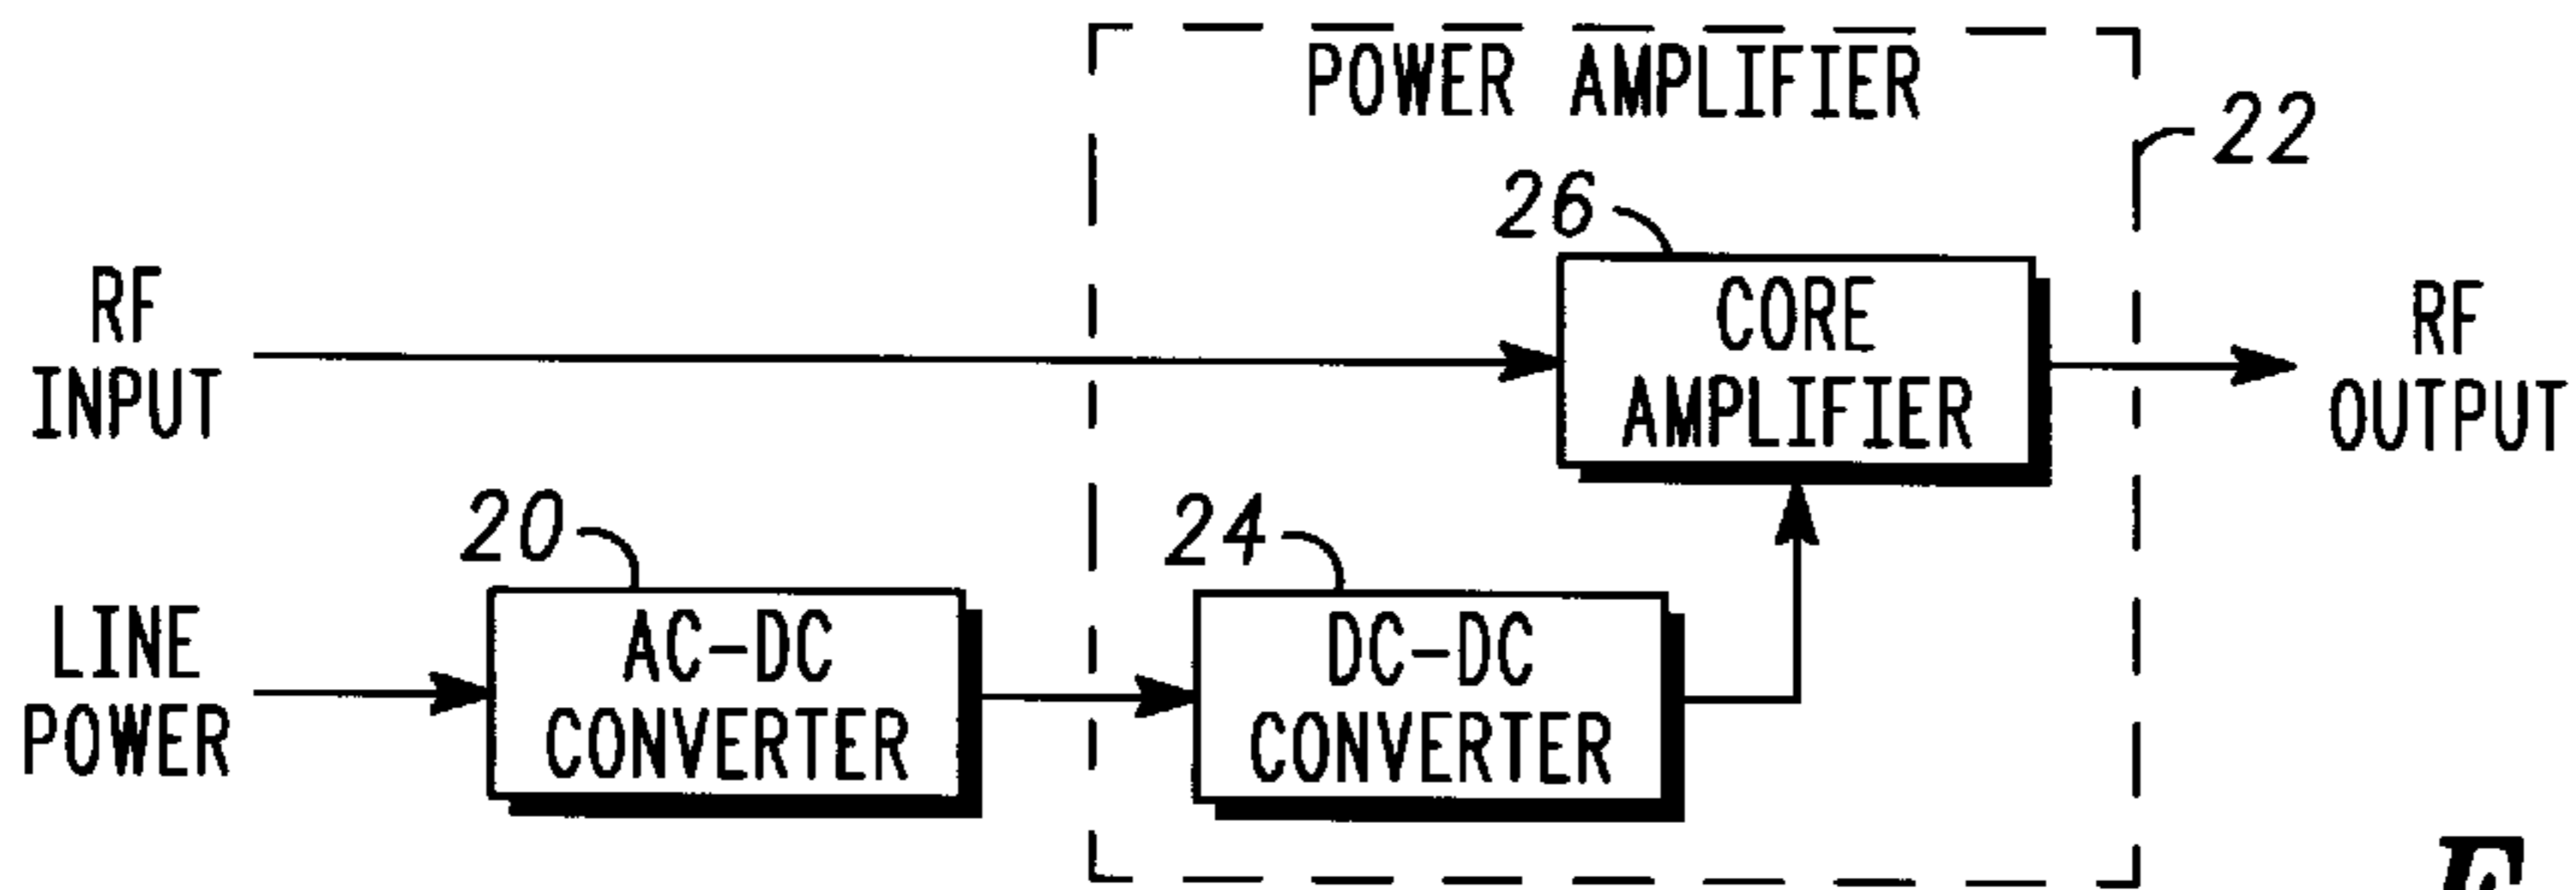 POWER AMPLIFIER
22
26
RF
INPUT
CORE
AMPLIFIER
RF
OUTPUT
20
24
LINE
POWER
AC-DC
CONVERTER
DC-DC
CONVERTER